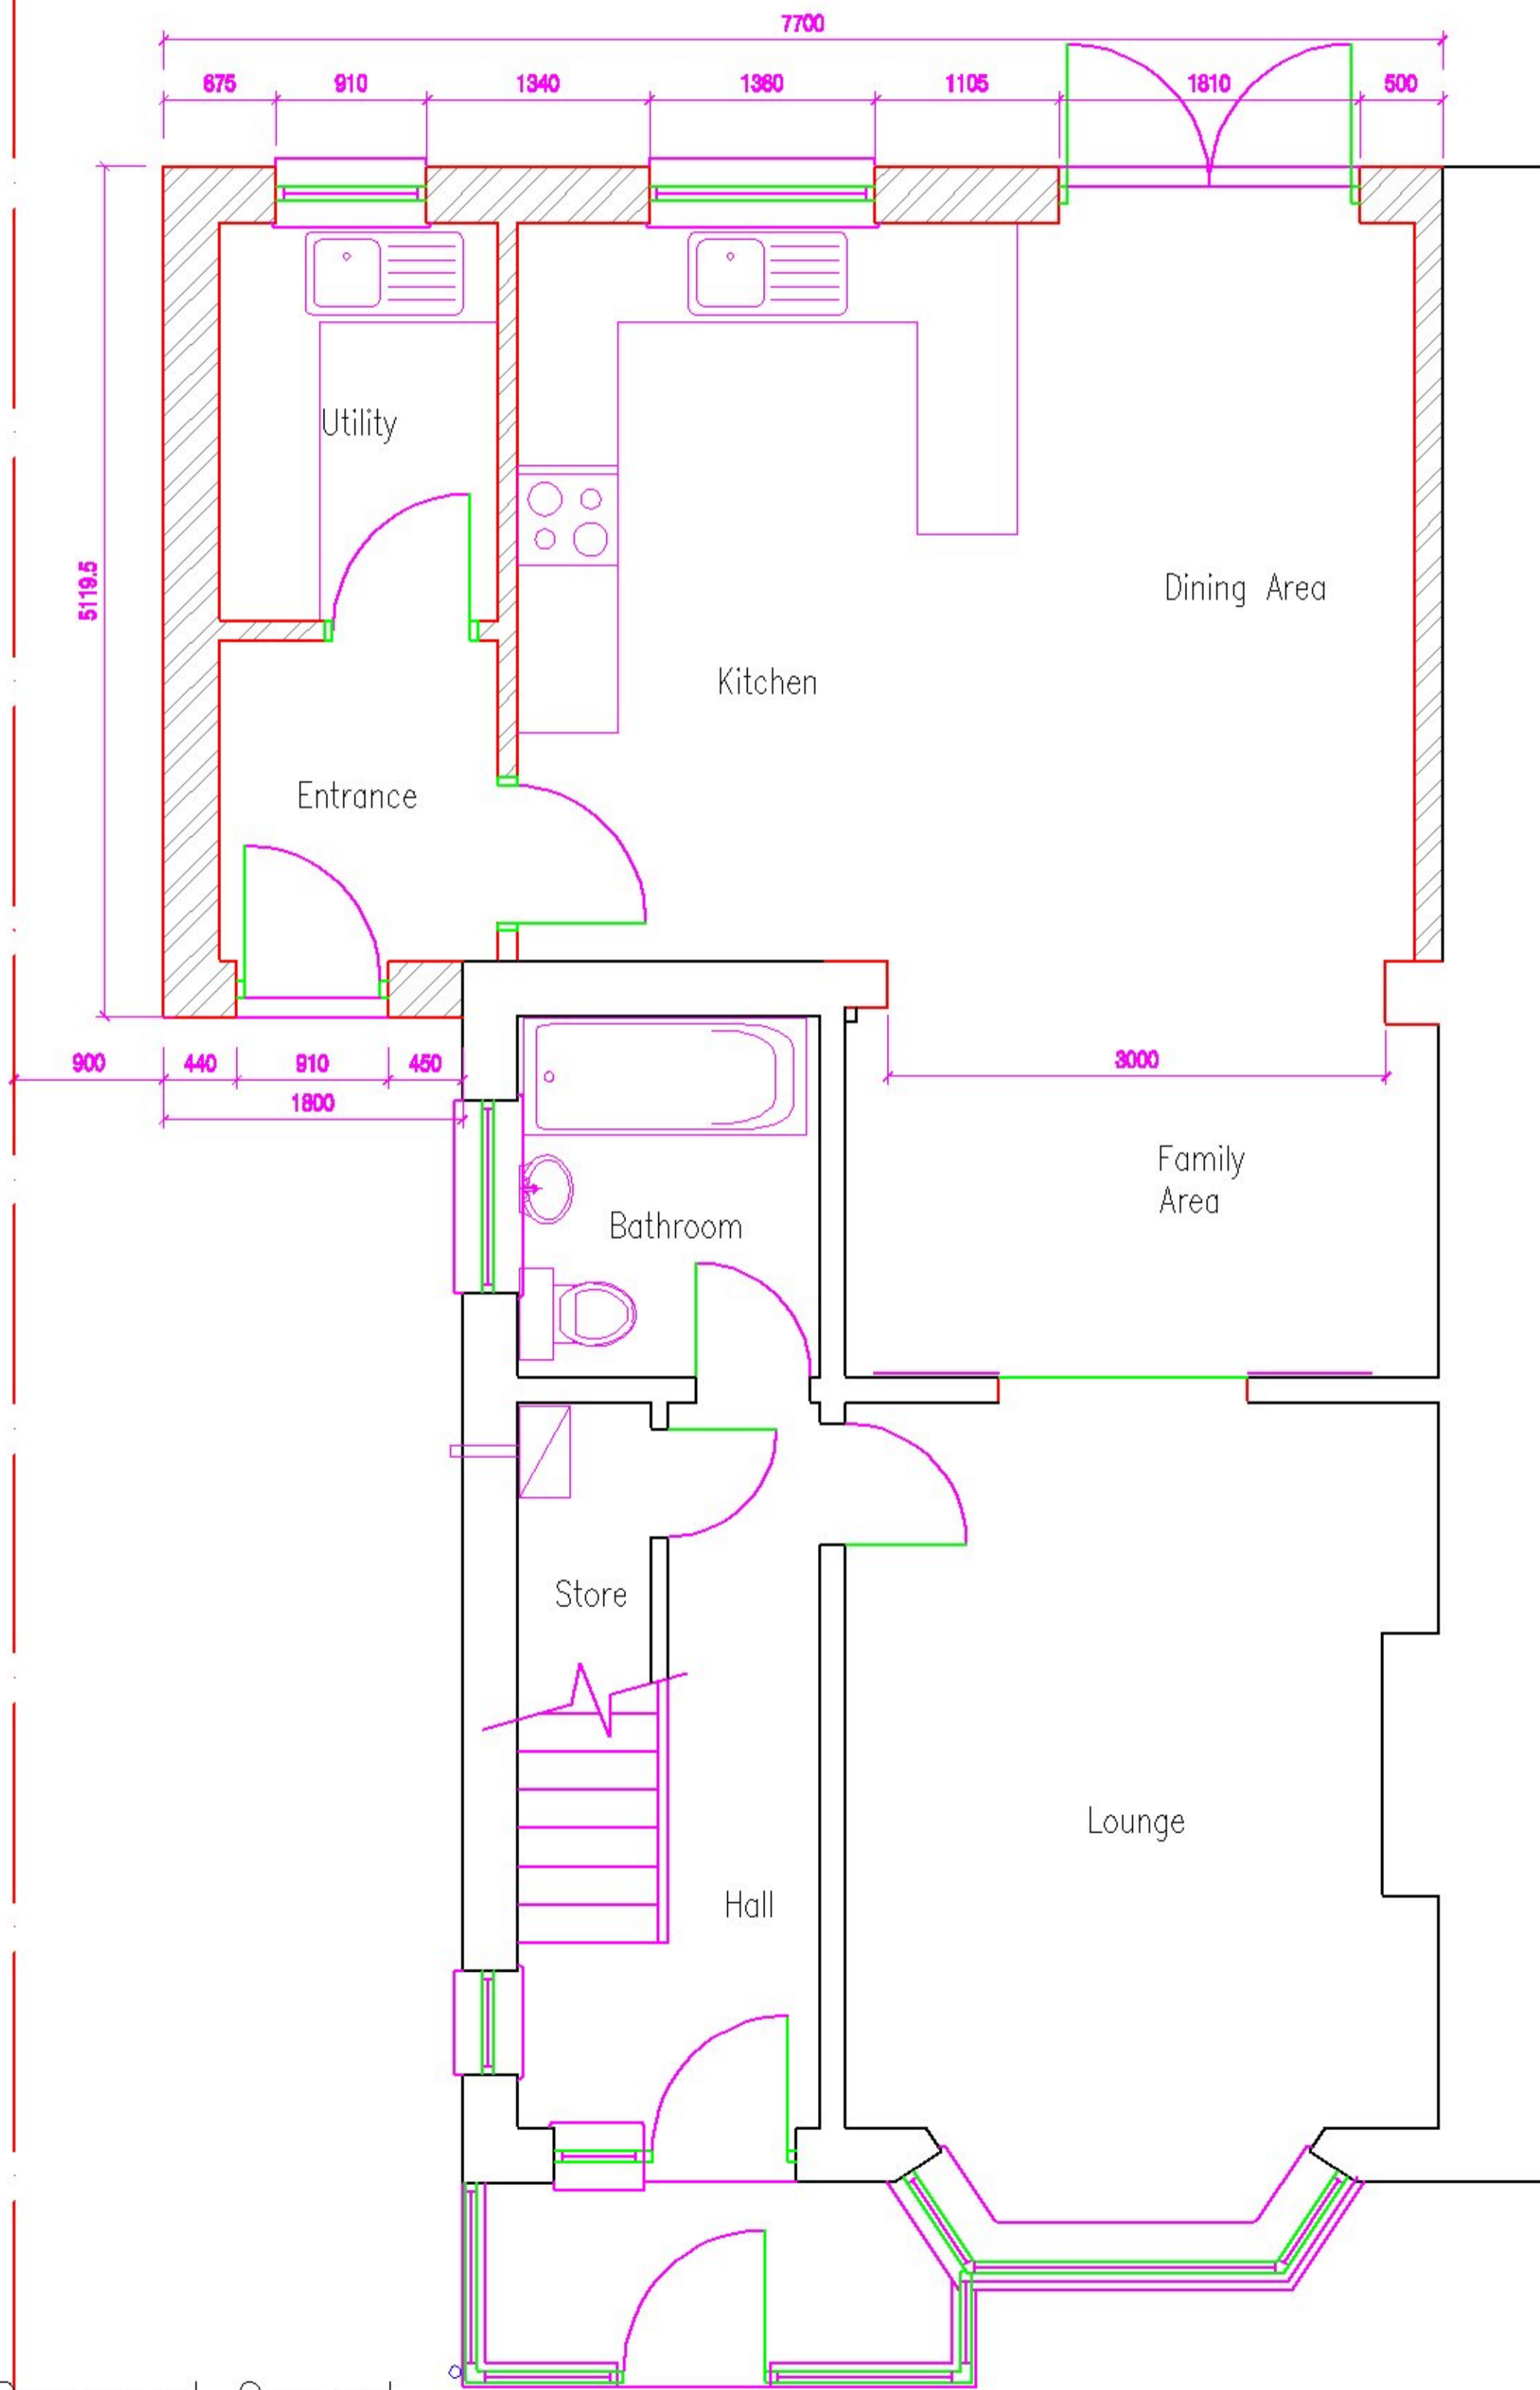 7700
675 910 1340 1360 1105 1810 500
Utility
5119.5
Dining Area
Kitchen
Entrance
900 440 910 450
3000
1800
Family
Area
Bathroom
Store
Lounge
Hall